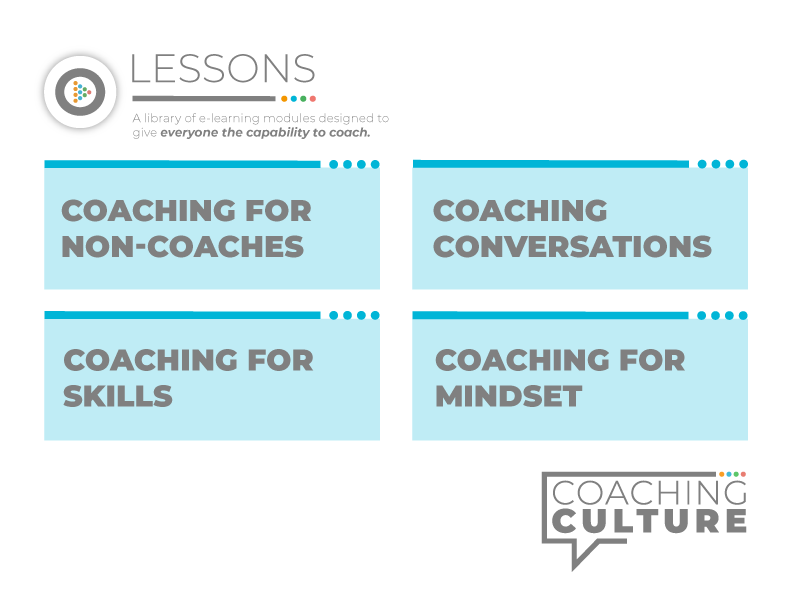 LESSONS
A library of e-learning modules designed to
give everyone the capability to coach.
COACHING FOR
NON-COACHES
COACHING
CONVERSATIONS
COACHING FOR
SKILLS
COACHING FOR
MINDSET
COACHING
CULTURE